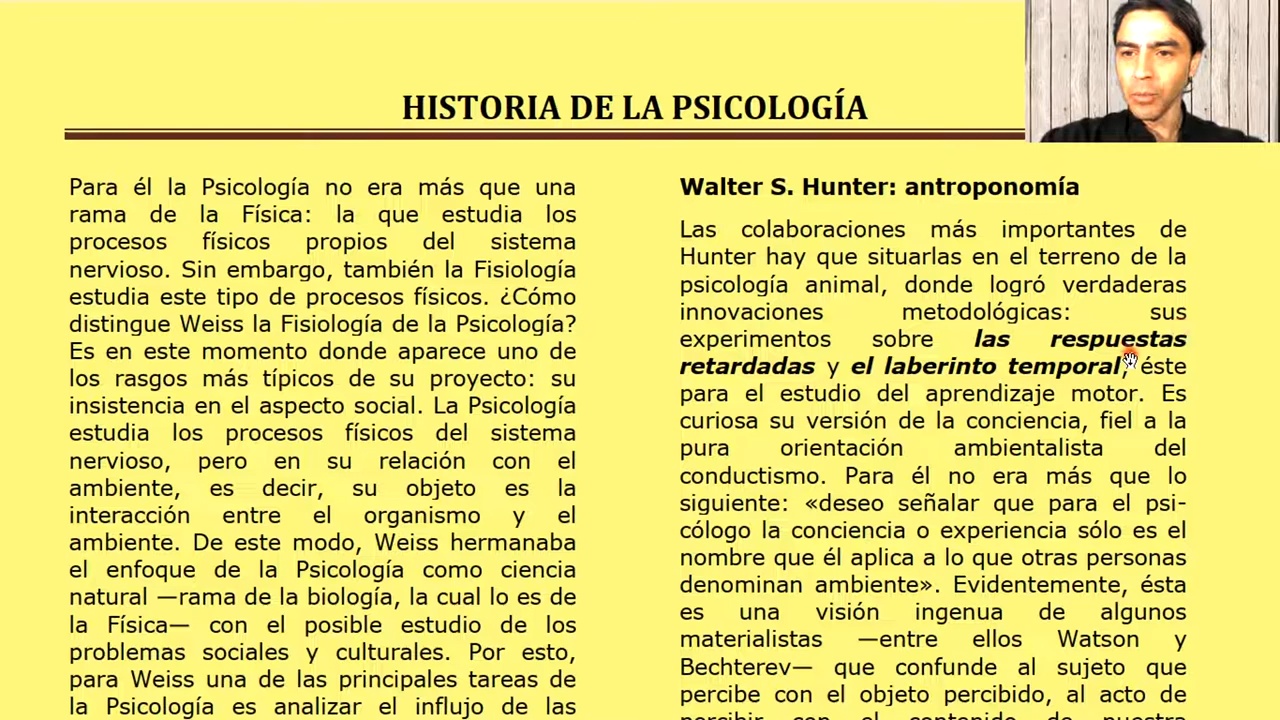 HISTORIA DE LA PSICOLOGÍA
Para él la Psicología no era más que una
rama de la Física: la que estudia los
procesos físicos propios del sistema
nervioso. Sin embargo, también la Fisiología
estudia este tipo de procesos físicos. ¿Cómo
distingue Weiss la Fisiología de la Psicología?
Es en este momento donde aparece uno de
los rasgos más típicos de su proyecto: su
insistencia en el aspecto social. La Psicología
estudia los procesos físicos del sistema
nervioso, pero en su relación con el
ambiente, es decir, su objeto es la
interacción entre el organismo y el
ambiente. De este modo, Weiss hermanaba
el enfoque de la Psicología como ciencia
natural —rama de la biología, la cual lo es de
la Física— con el posible estudio de los
problemas sociales y culturales. Por esto,
para Weiss una de las principales tareas de
la Psicología es analizar el influjo de las
Walter S. Hunter: antroponomía
Las colaboraciones más importantes de
Hunter hay que situarlas en el terreno de la
psicología animal, donde logró verdaderas
innovaciones metodológicas: sus
experimentos sobre las respuestas
retardadas y el laberinto temporal, éste
para el estudio del aprendizaje motor. Es
curiosa su versión de la conciencia, fiel a la
pura orientación ambientalista del
conductismo. Para él no era más que lo
siguiente: «deseo señalar que para el psi-
cólogo la conciencia o experiencia sólo es el
nombre que él aplica a lo que otras personas
denominan ambiente». Evidentemente, ésta
es una visión ingenua de algunos
materialistas —entre ellos Watson y
Bechterev— que confunde al sujeto que
percibe con el objeto percibido, al acto de
percibir con el contenido de nuestra